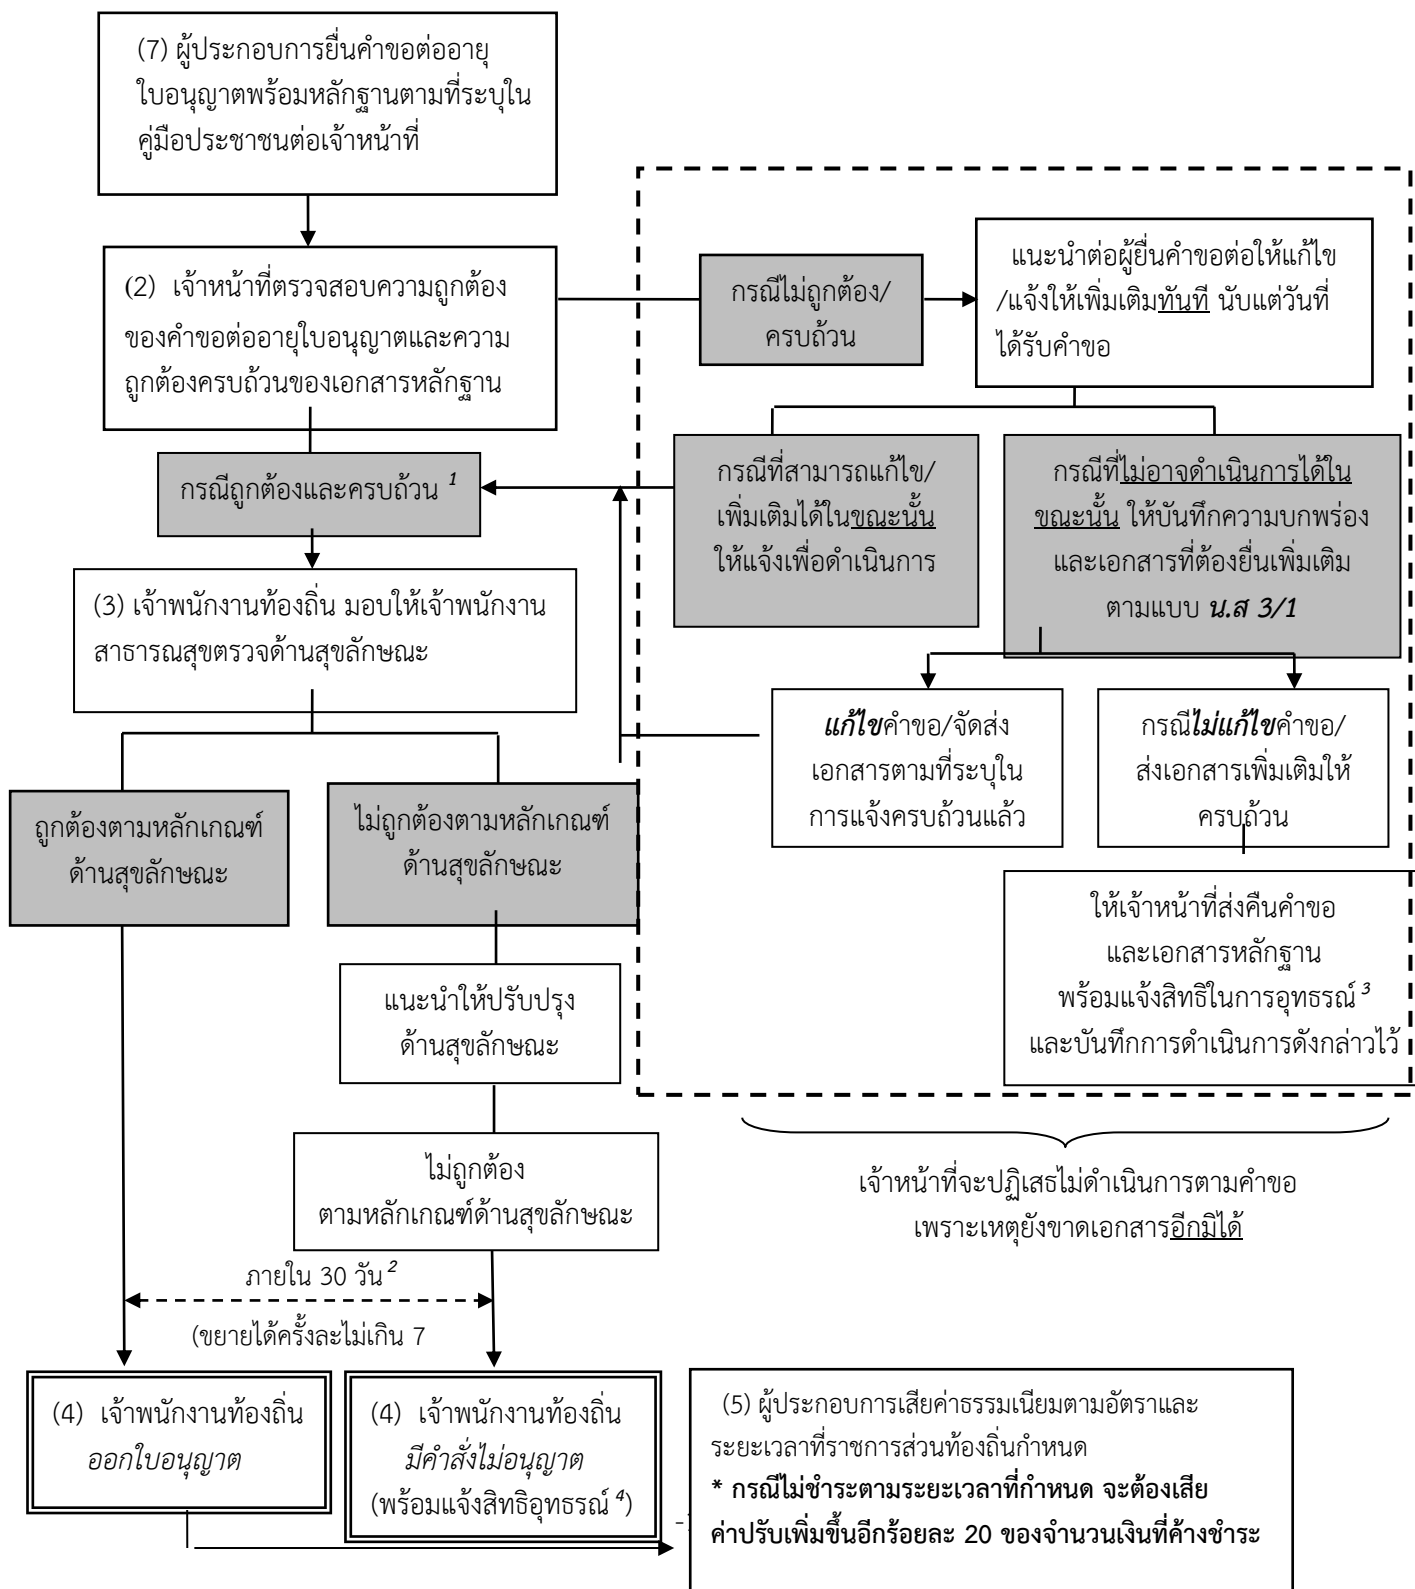 (7) ผู้ประกอบการยื่นคำขอต่ออายุ
ใบอนุญาตพร้อมหลักฐานตามที่ระบุใน
คู่มือประชาชนต่อเจ้าหน้าที่
(2) เจ้าหน้าที่ตรวจสอบความถูกต้อง
ของคำขอต่ออายุใบอนุญาตและความ
ถูกต้องครบถ้วนของเอกสารหลักฐาน
กรณีไม่ถูกต้อง/
ครบถ้วน
แนะนำต่อผู้ยื่นคำขอต่อให้แก้ไข
/แจ้งให้เพิ่มเติมทันที นับแต่วันที่
ได้รับคำขอ
กรณีถูกต้องและครบถ้วน 1
กรณีที่สามารถแก้ไข/
เพิ่มเติมได้ในขณะนั้น
ให้แจ้งเพื่อดำเนินการ
กรณีที่ไม่อาจดำเนินการได้ใน
ขณะนั้น ให้บันทึกความบกพร่อง
และเอกสารที่ต้องยื่นเพิ่มเติม
ตามแบบ น.ส 3/1
(3) เจ้าพนักงานท้องถิ่น มอบให้เจ้าพนักงาน
สาธารณสุขตรวจด้านสุขลักษณะ
แก้ไขคำขอ/จัดส่ง
เอกสารตามที่ระบุใน
การแจ้งครบถ้วนแล้ว
กรณีไม่แก้ไขคำขอ/
ส่งเอกสารเพิ่มเติมให้
ครบถ้วน
ถูกต้องตามหลักเกณฑ์
ด้านสุขลักษณะ
ไม่ถูกต้องตามหลักเกณฑ์
ด้านสุขลักษณะ
ให้เจ้าหน้าที่ส่งคืนคำขอ
และเอกสารหลักฐาน
พร้อมแจ้งสิทธิในการอุทธรณ์ 3
และบันทึกการดำเนินการดังกล่าวไว้
แนะนำให้ปรับปรุง
ด้านสุขลักษณะ
ไม่ถูกต้อง
ตามหลักเกณฑ์ด้านสุขลักษณะ
เจ้าหน้าที่จะปฏิเสธไม่ดำเนินการตามคำขอ
เพราะเหตุยังขาดเอกสารอีกมิได้
ภายใน 30 วัน 2
(ขยายได้ครั้งละไม่เกิน 7
(4) เจ้าพนักงานท้องถิ่น
ออกใบอนุญาต
(4) เจ้าพนักงานท้องถิ่น
มีคำสั่งไม่อนุญาต
(พร้อมแจ้งสิทธิอุทธรณ์ 4)
(5) ผู้ประกอบการเสียค่าธรรมเนียมตามอัตราและ
ระยะเวลาที่ราชการส่วนท้องถิ่นกำหนด
* กรณีไม่ชำระตามระยะเวลาที่กำหนด จะต้องเสีย
ค่าปรับเพิ่มขึ้นอีกร้อยละ 20 ของจำนวนเงินที่ค้างชำระ